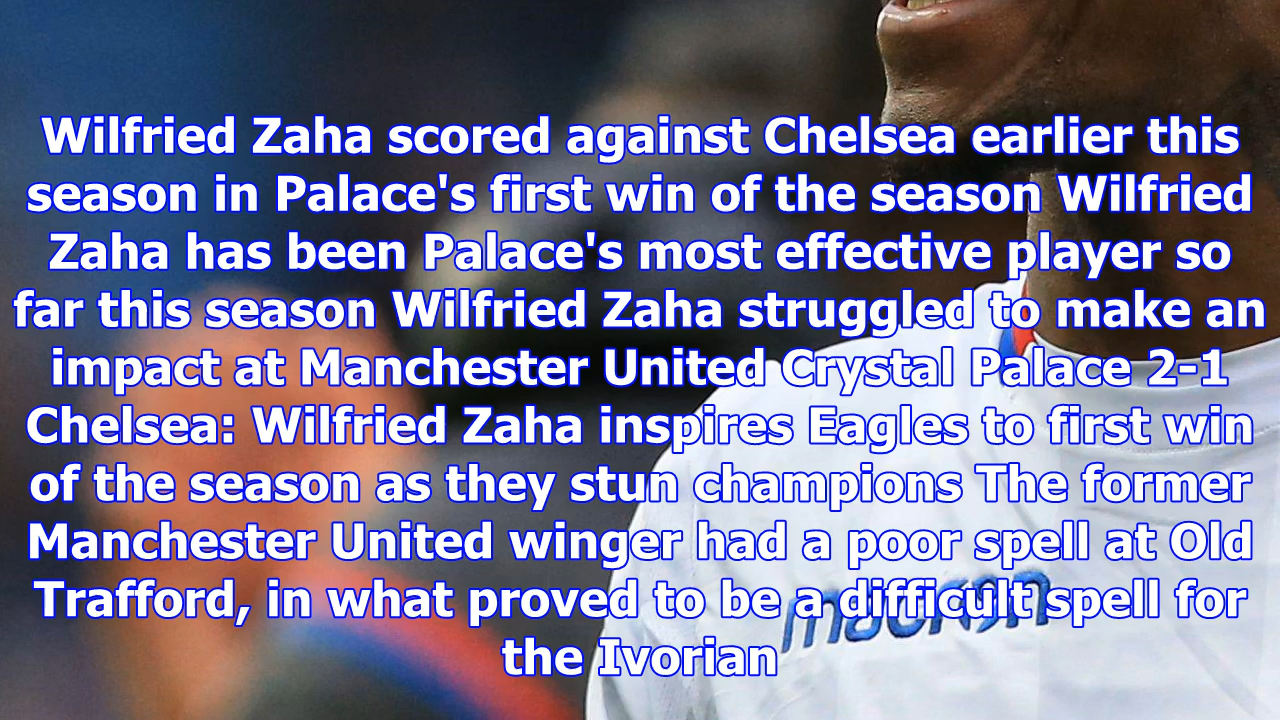 Wilfried Zaha scored against Chelsea earlier this
season in Palace's first win of the season Wilfried
Zaha has been Palace's most effective player so
far this season Wilfried Zaha struggled to make an
impact at Manchester United Crystal Palace 2-1
Chelsea: Wilfried Zaha inspires Eagles to first win
of the season as they stun champions The former
Manchester United winger had a poor spell at Old
Trafford, in what proved to be a difficult spell for
the Ivorian
macron